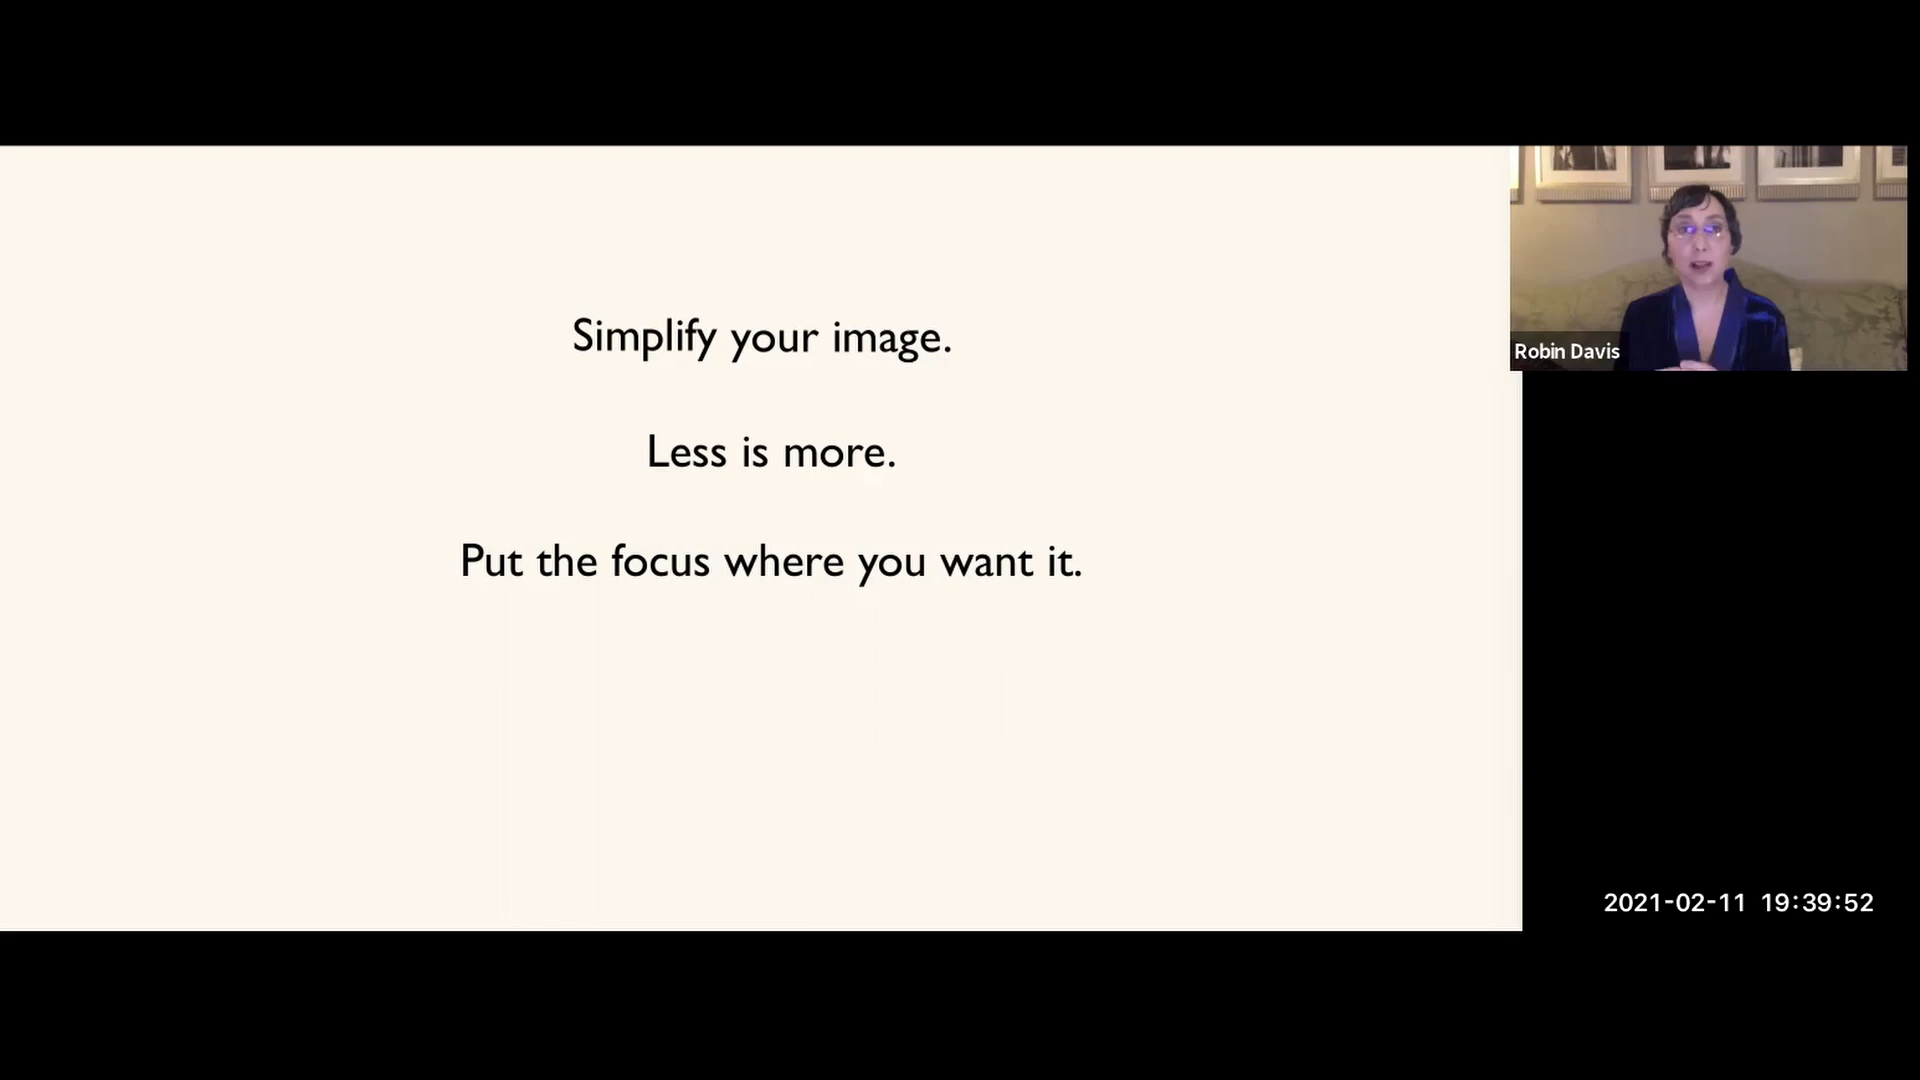 Simplify your image.
Less is more.
Put the focus where you want it.
Robin Davis
2021-02-11 19:39:52